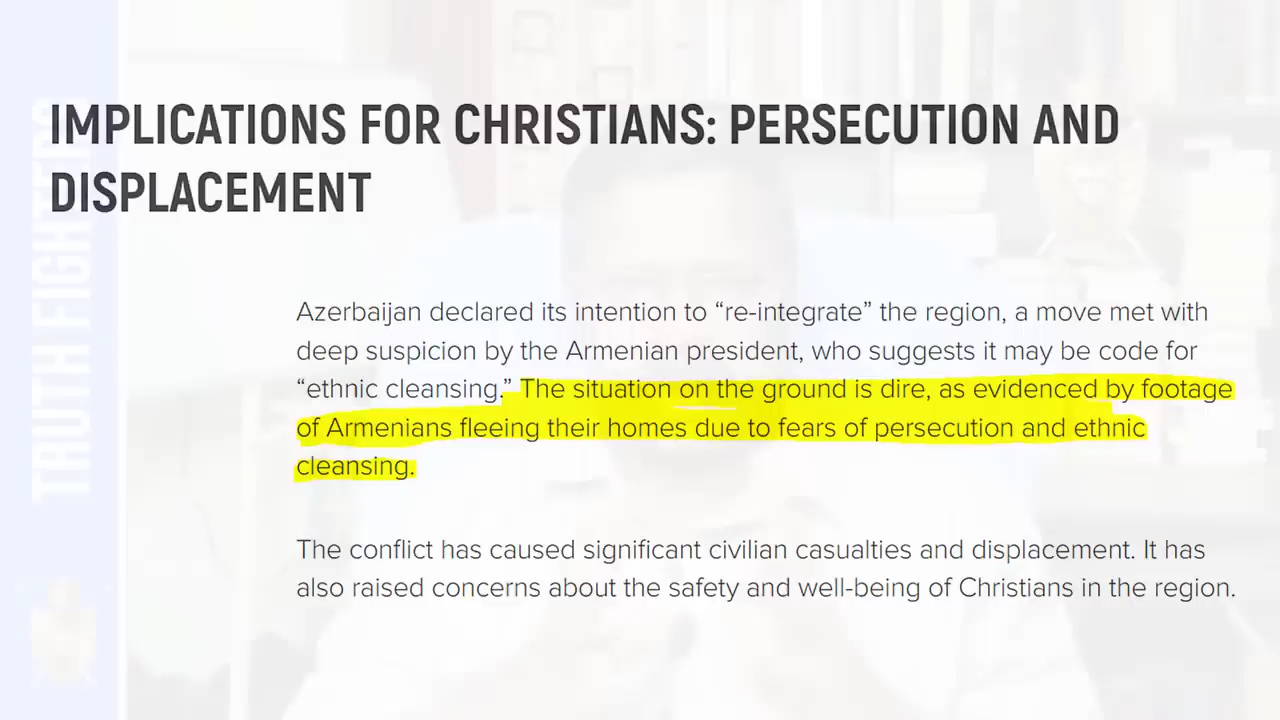 IMPLICATIONS FOR CHRISTIANS: PERSECUTION AND
DISPLACEMENT
Azerbaijan declared its intention to “re-integrate” the region, a move met with
deep suspicion by the Armenian president, who suggests it may be code for
“ethnic cleansing.” The situation on the ground is dire, as evidenced by footage
of Armenians fleeing their homes due to fears of persecution and ethnic
cleansing.
The conflict has caused significant civilian casualties and displacement. It has
also raised concerns about the safety and well-being of Christians in the region.
TRUTH FIGHTERS